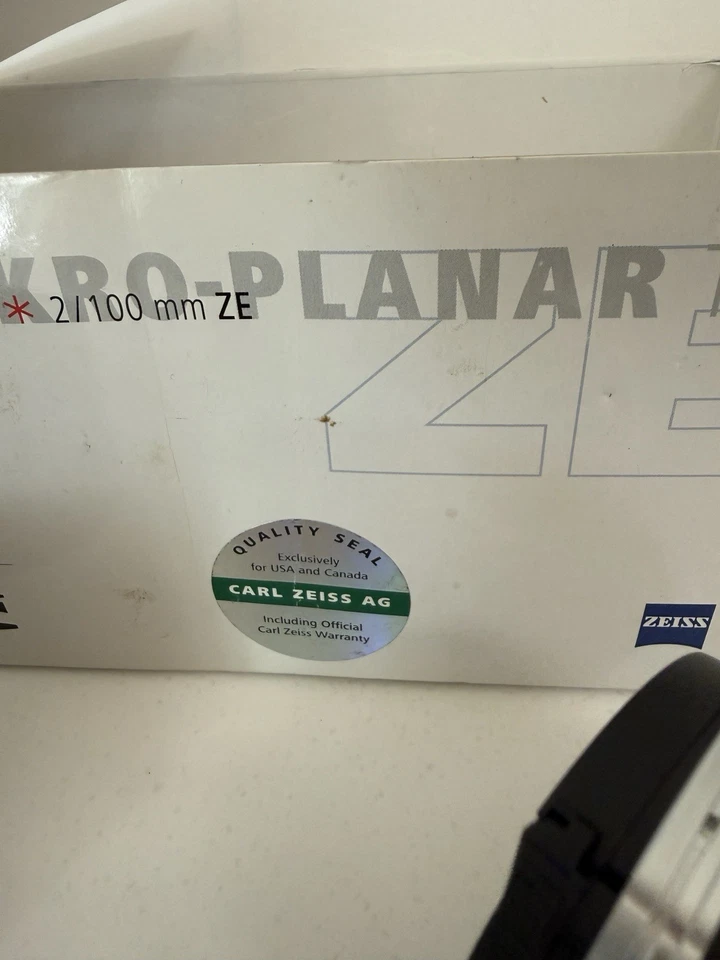 KRO-PLANAR
* 2/100 mm ZE
ZE
QUALITY SEAL
Exclusively
for USA and Canada
CARL ZEISS AG
Including Official
Carl Zeiss Warranty
ZEISS